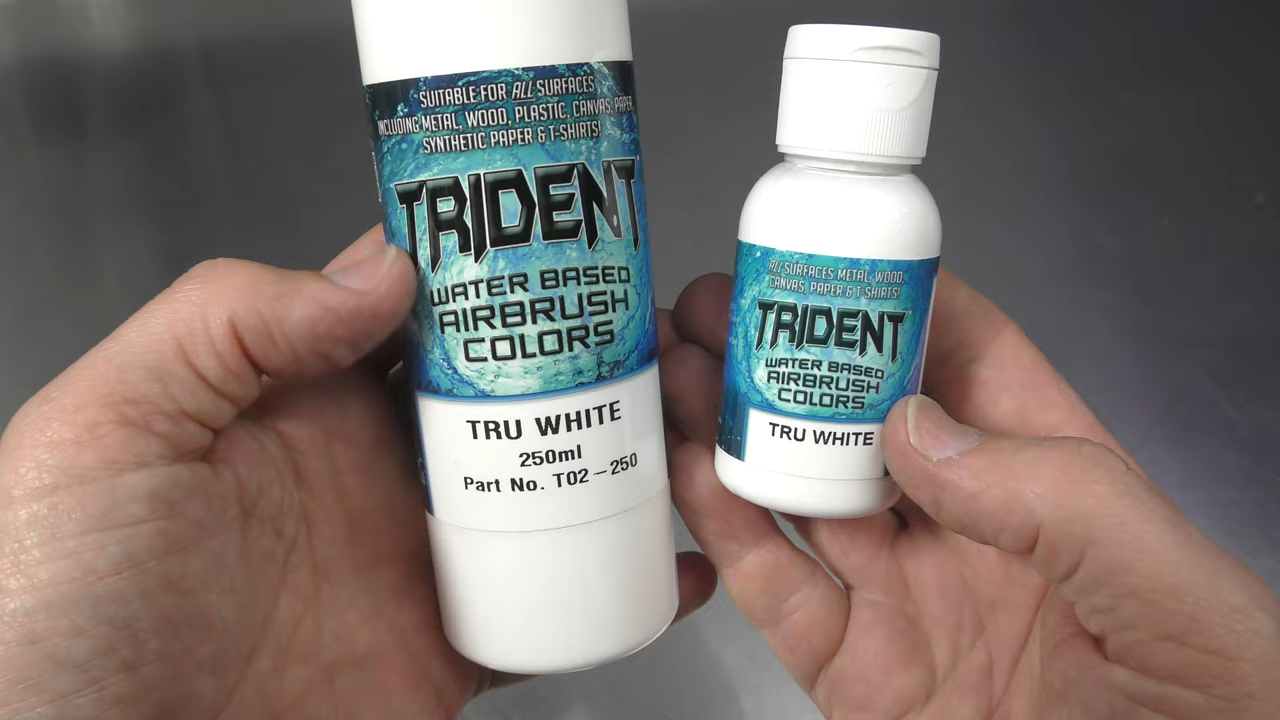 SUITABLE FOR ALL SURFACES
INCLUDING METAL, WOOD, PLASTIC, CANVAS, PAPER,
SYNTHETIC PAPER & T-SHIRTS!
TRIDENT
WATER BASED
AIRBRUSH
COLORS
TRU WHITE
250ml
Part No. T02-250
ALL SURFACES METAL, WOOD,
CANVAS, PAPER & T-SHIRTS!
TRIDENT
WATER BASED
AIRBRUSH
COLORS
TRU WHITE